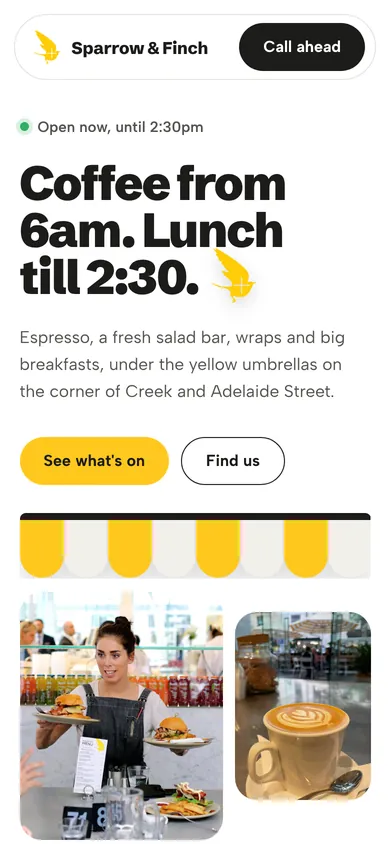 Sparrow & Finch
Call ahead
Open now, until 2:30pm
Coffee from
6am. Lunch
till 2:30.
Espresso, a fresh salad bar, wraps and big
breakfasts, under the yellow umbrellas on
the corner of Creek and Adelaide Street.
See what's on
Find us
71